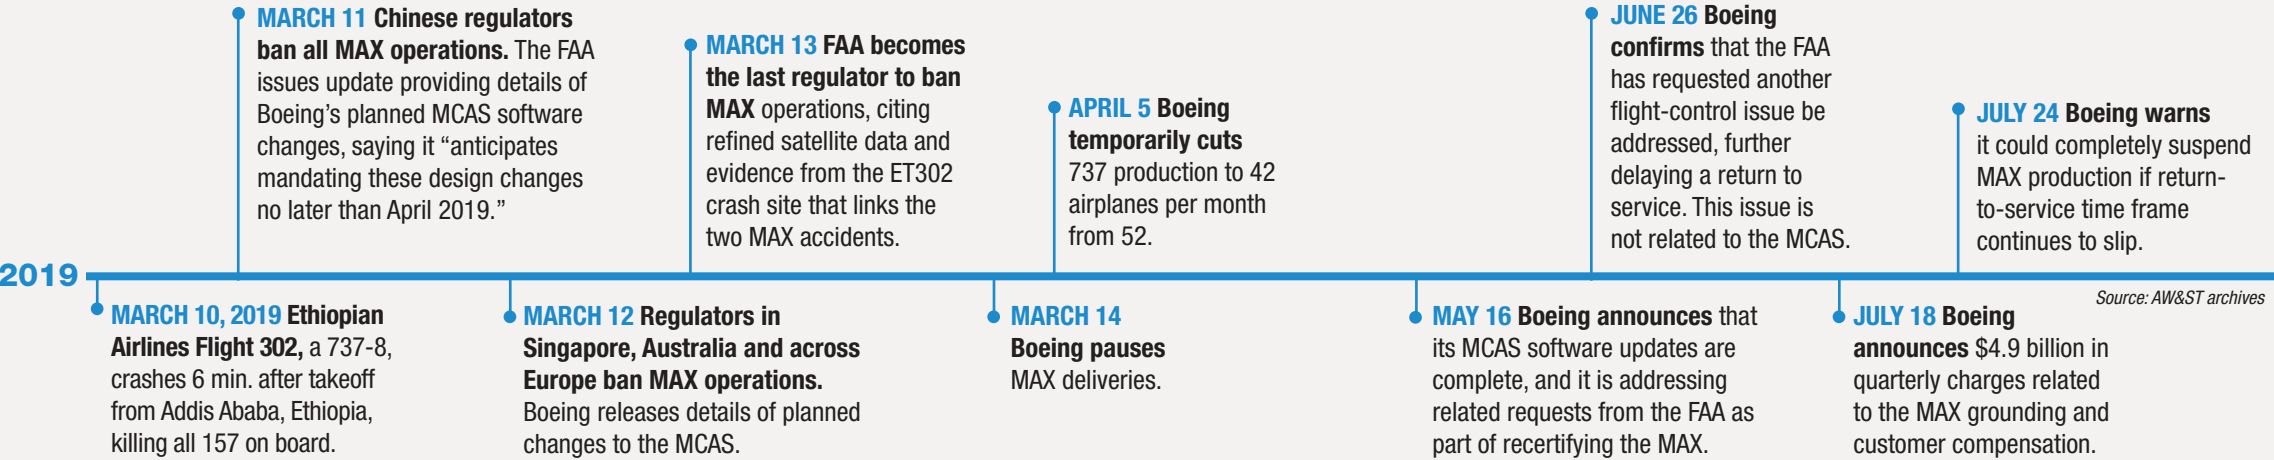 MARCH 11 Chinese regulators
ban all MAX operations. The FAA
issues update providing details of
Boeing’s planned MCAS software
changes, saying it “anticipates
mandating these design changes
no later than April 2019.”
MARCH 13 FAA becomes
the last regulator to ban
MAX operations, citing
refined satellite data and
evidence from the ET302
crash site that links the
two MAX accidents.
APRIL 5 Boeing
temporarily cuts
737 production to 42
airplanes per month
from 52.
JUNE 26 Boeing
confirms that the FAA
has requested another
flight-control issue be
addressed, further
delaying a return to
service. This issue is
not related to the MCAS.
JULY 24 Boeing warns
it could completely suspend
MAX production if return-
to-service time frame
continues to slip.
2019
MARCH 10, 2019 Ethiopian
Airlines Flight 302, a 737-8,
crashes 6 min. after takeoff
from Addis Ababa, Ethiopia,
killing all 157 on board.
MARCH 12 Regulators in
Singapore, Australia and across
Europe ban MAX operations.
Boeing releases details of planned
changes to the MCAS.
MARCH 14
Boeing pauses
MAX deliveries.
MAY 16 Boeing announces that
its MCAS software updates are
complete, and it is addressing
related requests from the FAA as
part of recertifying the MAX.
JULY 18 Boeing
announces $4.9 billion in
quarterly charges related
to the MAX grounding and
customer compensation.
Source: AW&ST archives